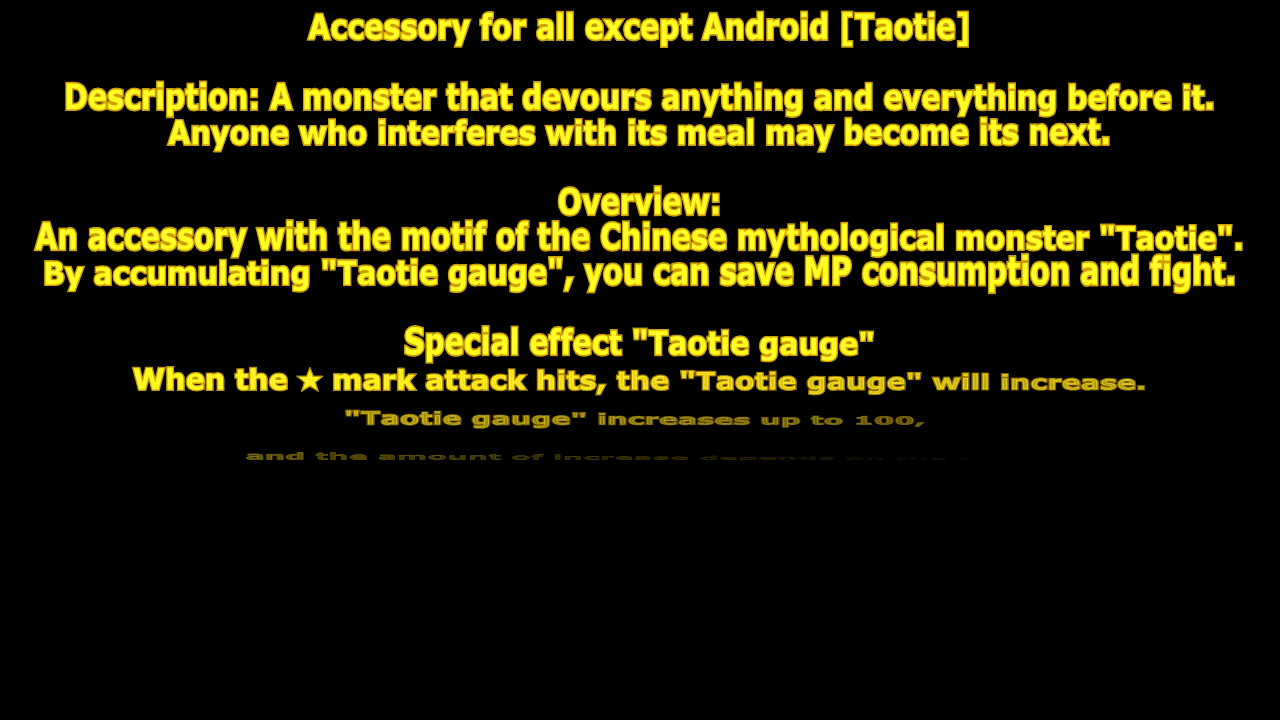 Accessory for all except Android [Taotie]
Description: A monster that devours anything and everything before it.
Anyone who interferes with its meal may become its next.
Overview:
An accessory with the motif of the Chinese mythological monster "Taotie".
By accumulating "Taotie gauge", you can save MP consumption and fight.
Special effect "Taotie gauge"
When the ★ mark attack hits, the "Taotie gauge" will increase.
"Taotie gauge" increases up to 100,
and the amount of increase depends on the